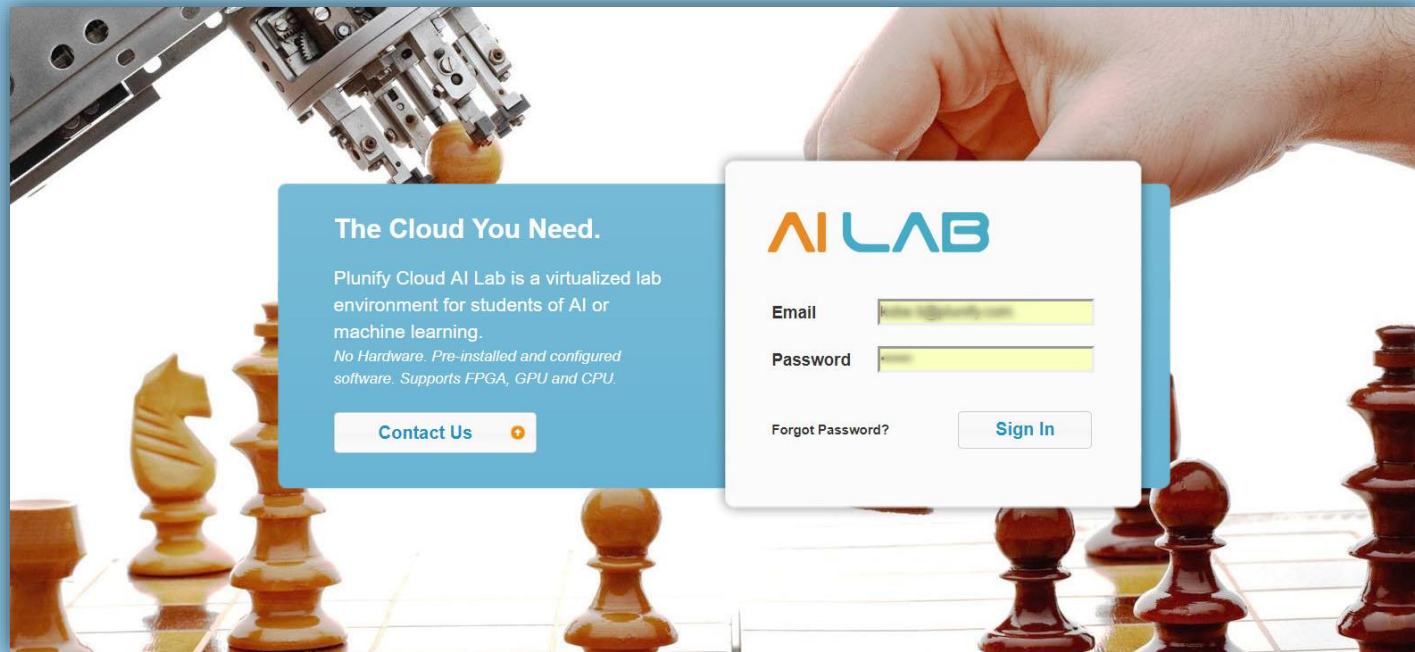 The Cloud You Need.
Plunify Cloud AI Lab is a virtualized lab
environment for students of AI or
machine learning.
No Hardware. Pre-installed and configured
software. Supports FPGA, GPU and CPU.
Contact Us
AI LAB
Email
Password
Forgot Password?
Sign In